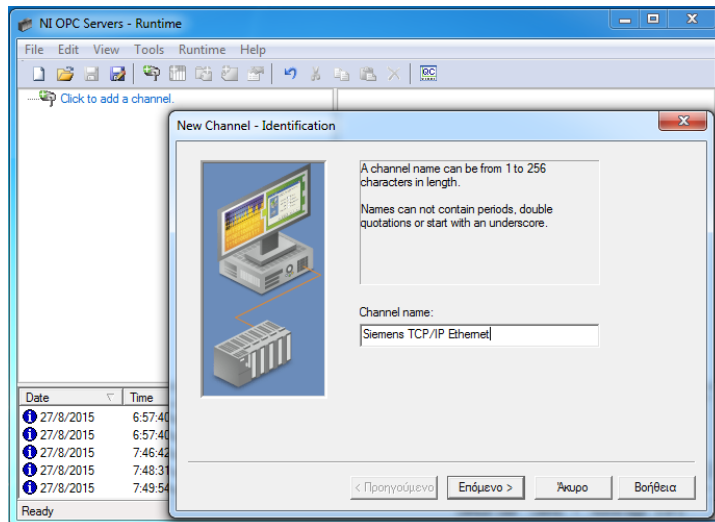 NI OPC Servers - Runtime
File Edit View Tools Runtime Help
Click to add a channel.
New Channel - Identification
A channel name can be from 1 to 256
characters in length.
Names can not contain periods, double
quotations or start with an underscore.
Channel name:
Siemens TCP/IP Ethernet
Date Time
27/8/2015 6:57:40
27/8/2015 6:57:40
27/8/2015 7:46:42
27/8/2015 7:48:31
27/8/2015 7:49:54
< Προηγούμενο Επόμενο > Άκυρο Βοήθεια
Ready